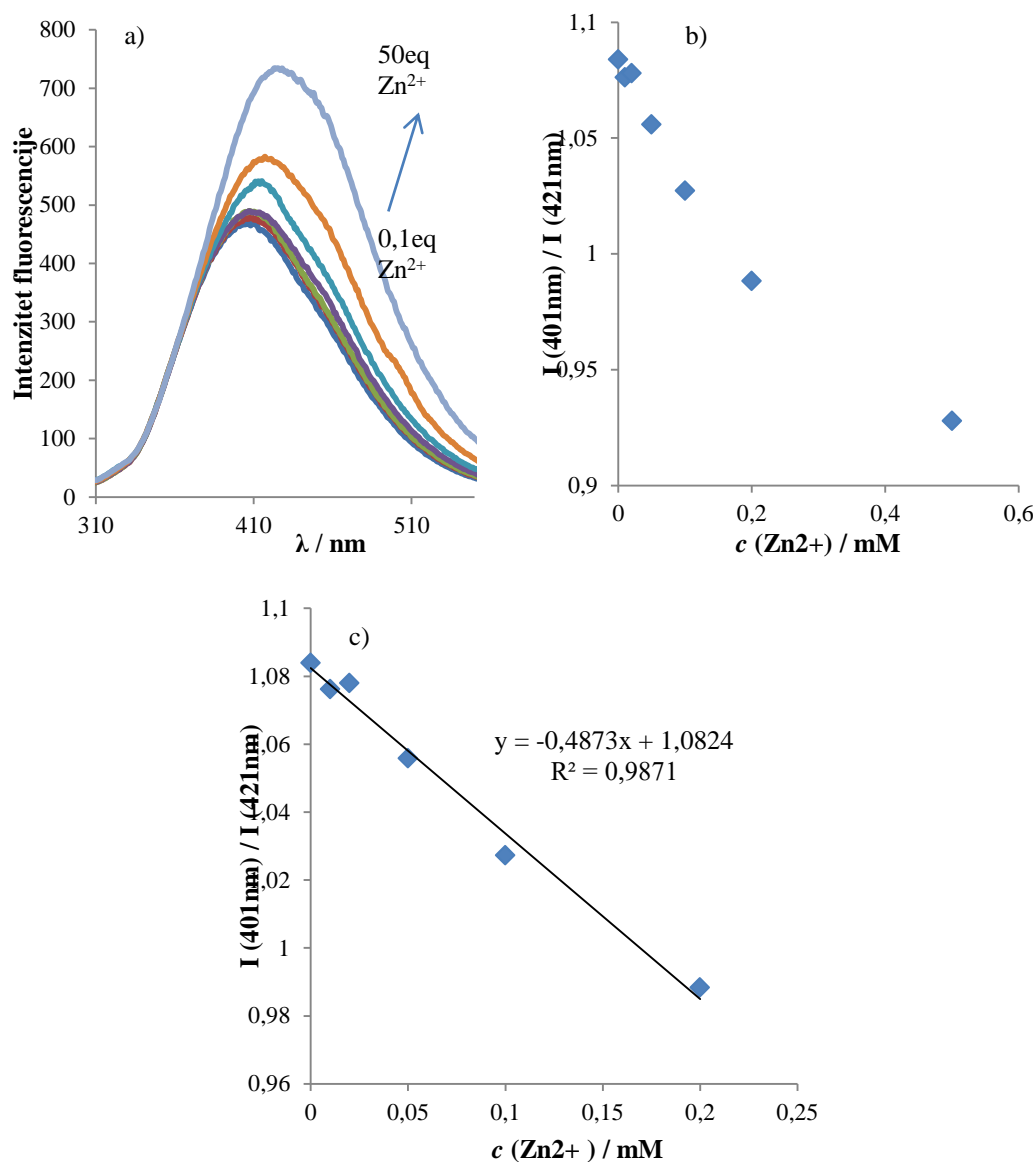 a)
800
700
600
500
400
300
200
100
0
310
410
510
Intenzitet fluorescencije
λ / nm
50eq
Zn²⁺
0,1eq
Zn²⁺
b)
1,1
1,05
1
0,95
0,9
0
0,2
0,4
0,6
I (401nm) / I (421nm)
c (Zn2+) / mM
c)
1,1
1,08
1,06
1,04
1,02
1
0,98
0,96
0
0,05
0,1
0,15
0,2
0,25
I (401nm) / I (421nm)
y = -0,4873x + 1,0824
R² = 0,9871
c (Zn2+ ) / mM